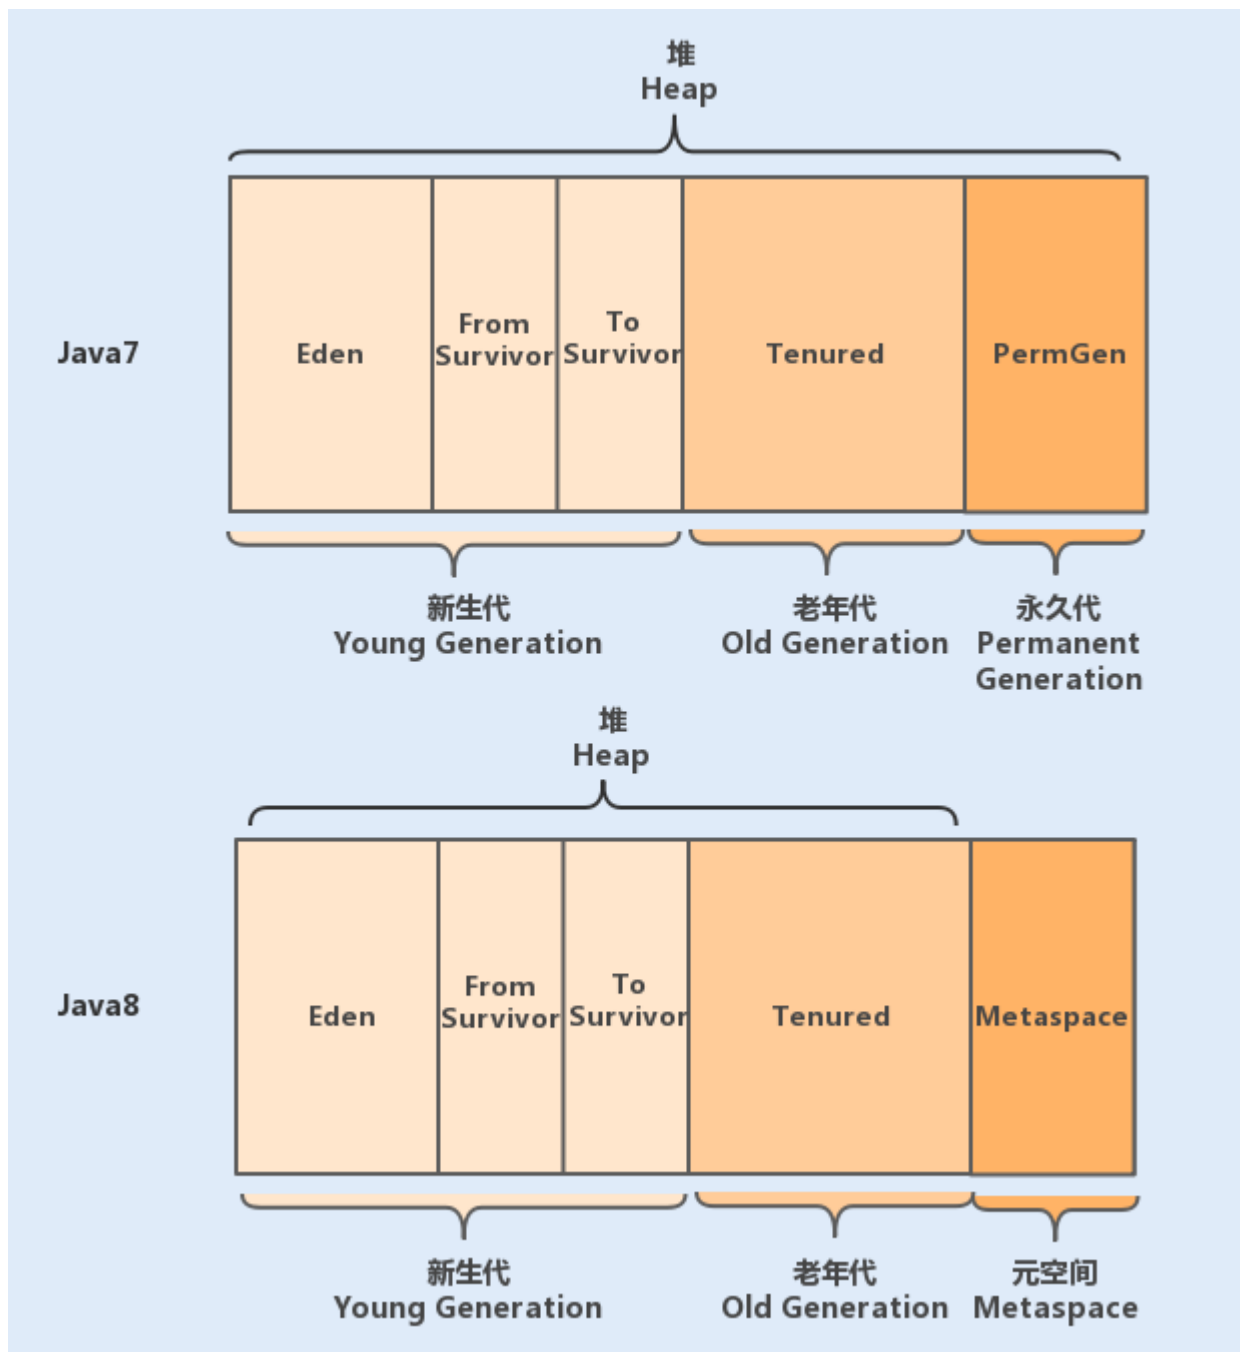 堆
Heap
Java7
Eden
From
Survivor
To
Survivor
Tenured
PermGen
新生代
Young Generation
老年代
Old Generation
永久代
Permanent
Generation
堆
Heap
Java8
Eden
From
Survivor
To
Survivor
Tenured
Metaspace
新生代
Young Generation
老年代
Old Generation
元空间
Metaspace